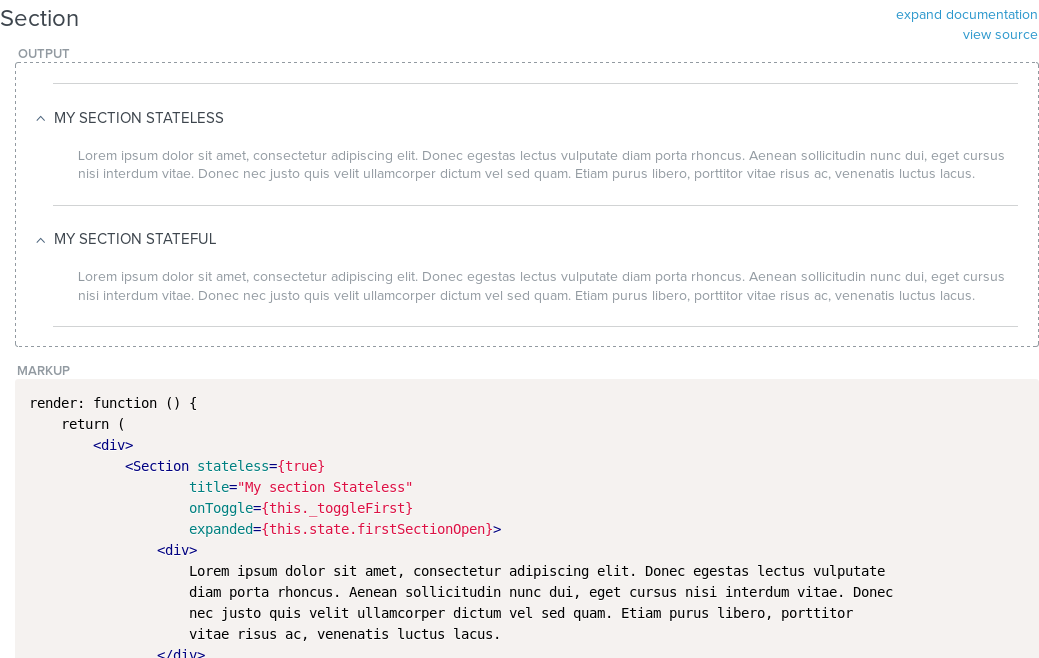 Section
expand documentation
view source
OUTPUT
MY SECTION STATELESS
Lorem ipsum dolor sit amet, consectetur adipiscing elit. Donec egestas lectus vulputate diam porta rhoncus. Aenean sollicitudin nunc dui, eget cursus
nisi interdum vitae. Donec nec justo quis velit ullamcorper dictum vel sed quam. Etiam purus libero, porttitor vitae risus ac, venenatis luctus lacus.
MY SECTION STATEFUL
Lorem ipsum dolor sit amet, consectetur adipiscing elit. Donec egestas lectus vulputate diam porta rhoncus. Aenean sollicitudin nunc dui, eget cursus
nisi interdum vitae. Donec nec justo quis velit ullamcorper dictum vel sed quam. Etiam purus libero, porttitor vitae risus ac, venenatis luctus lacus.
MARKUP
render: function () {
    return (
        <div>
            <Section stateless={true}
                    title="My section Stateless"
                    onToggle={this._toggleFirst}
                    expanded={this.state.firstSectionOpen}>
                <div>
                    Lorem ipsum dolor sit amet, consectetur adipiscing elit. Donec egestas lectus vulputate
                    diam porta rhoncus. Aenean sollicitudin nunc dui, eget cursus nisi interdum vitae. Donec
                    nec justo quis velit ullamcorper dictum vel sed quam. Etiam purus libero, porttitor
                    vitae risus ac, venenatis luctus lacus.
                </div>